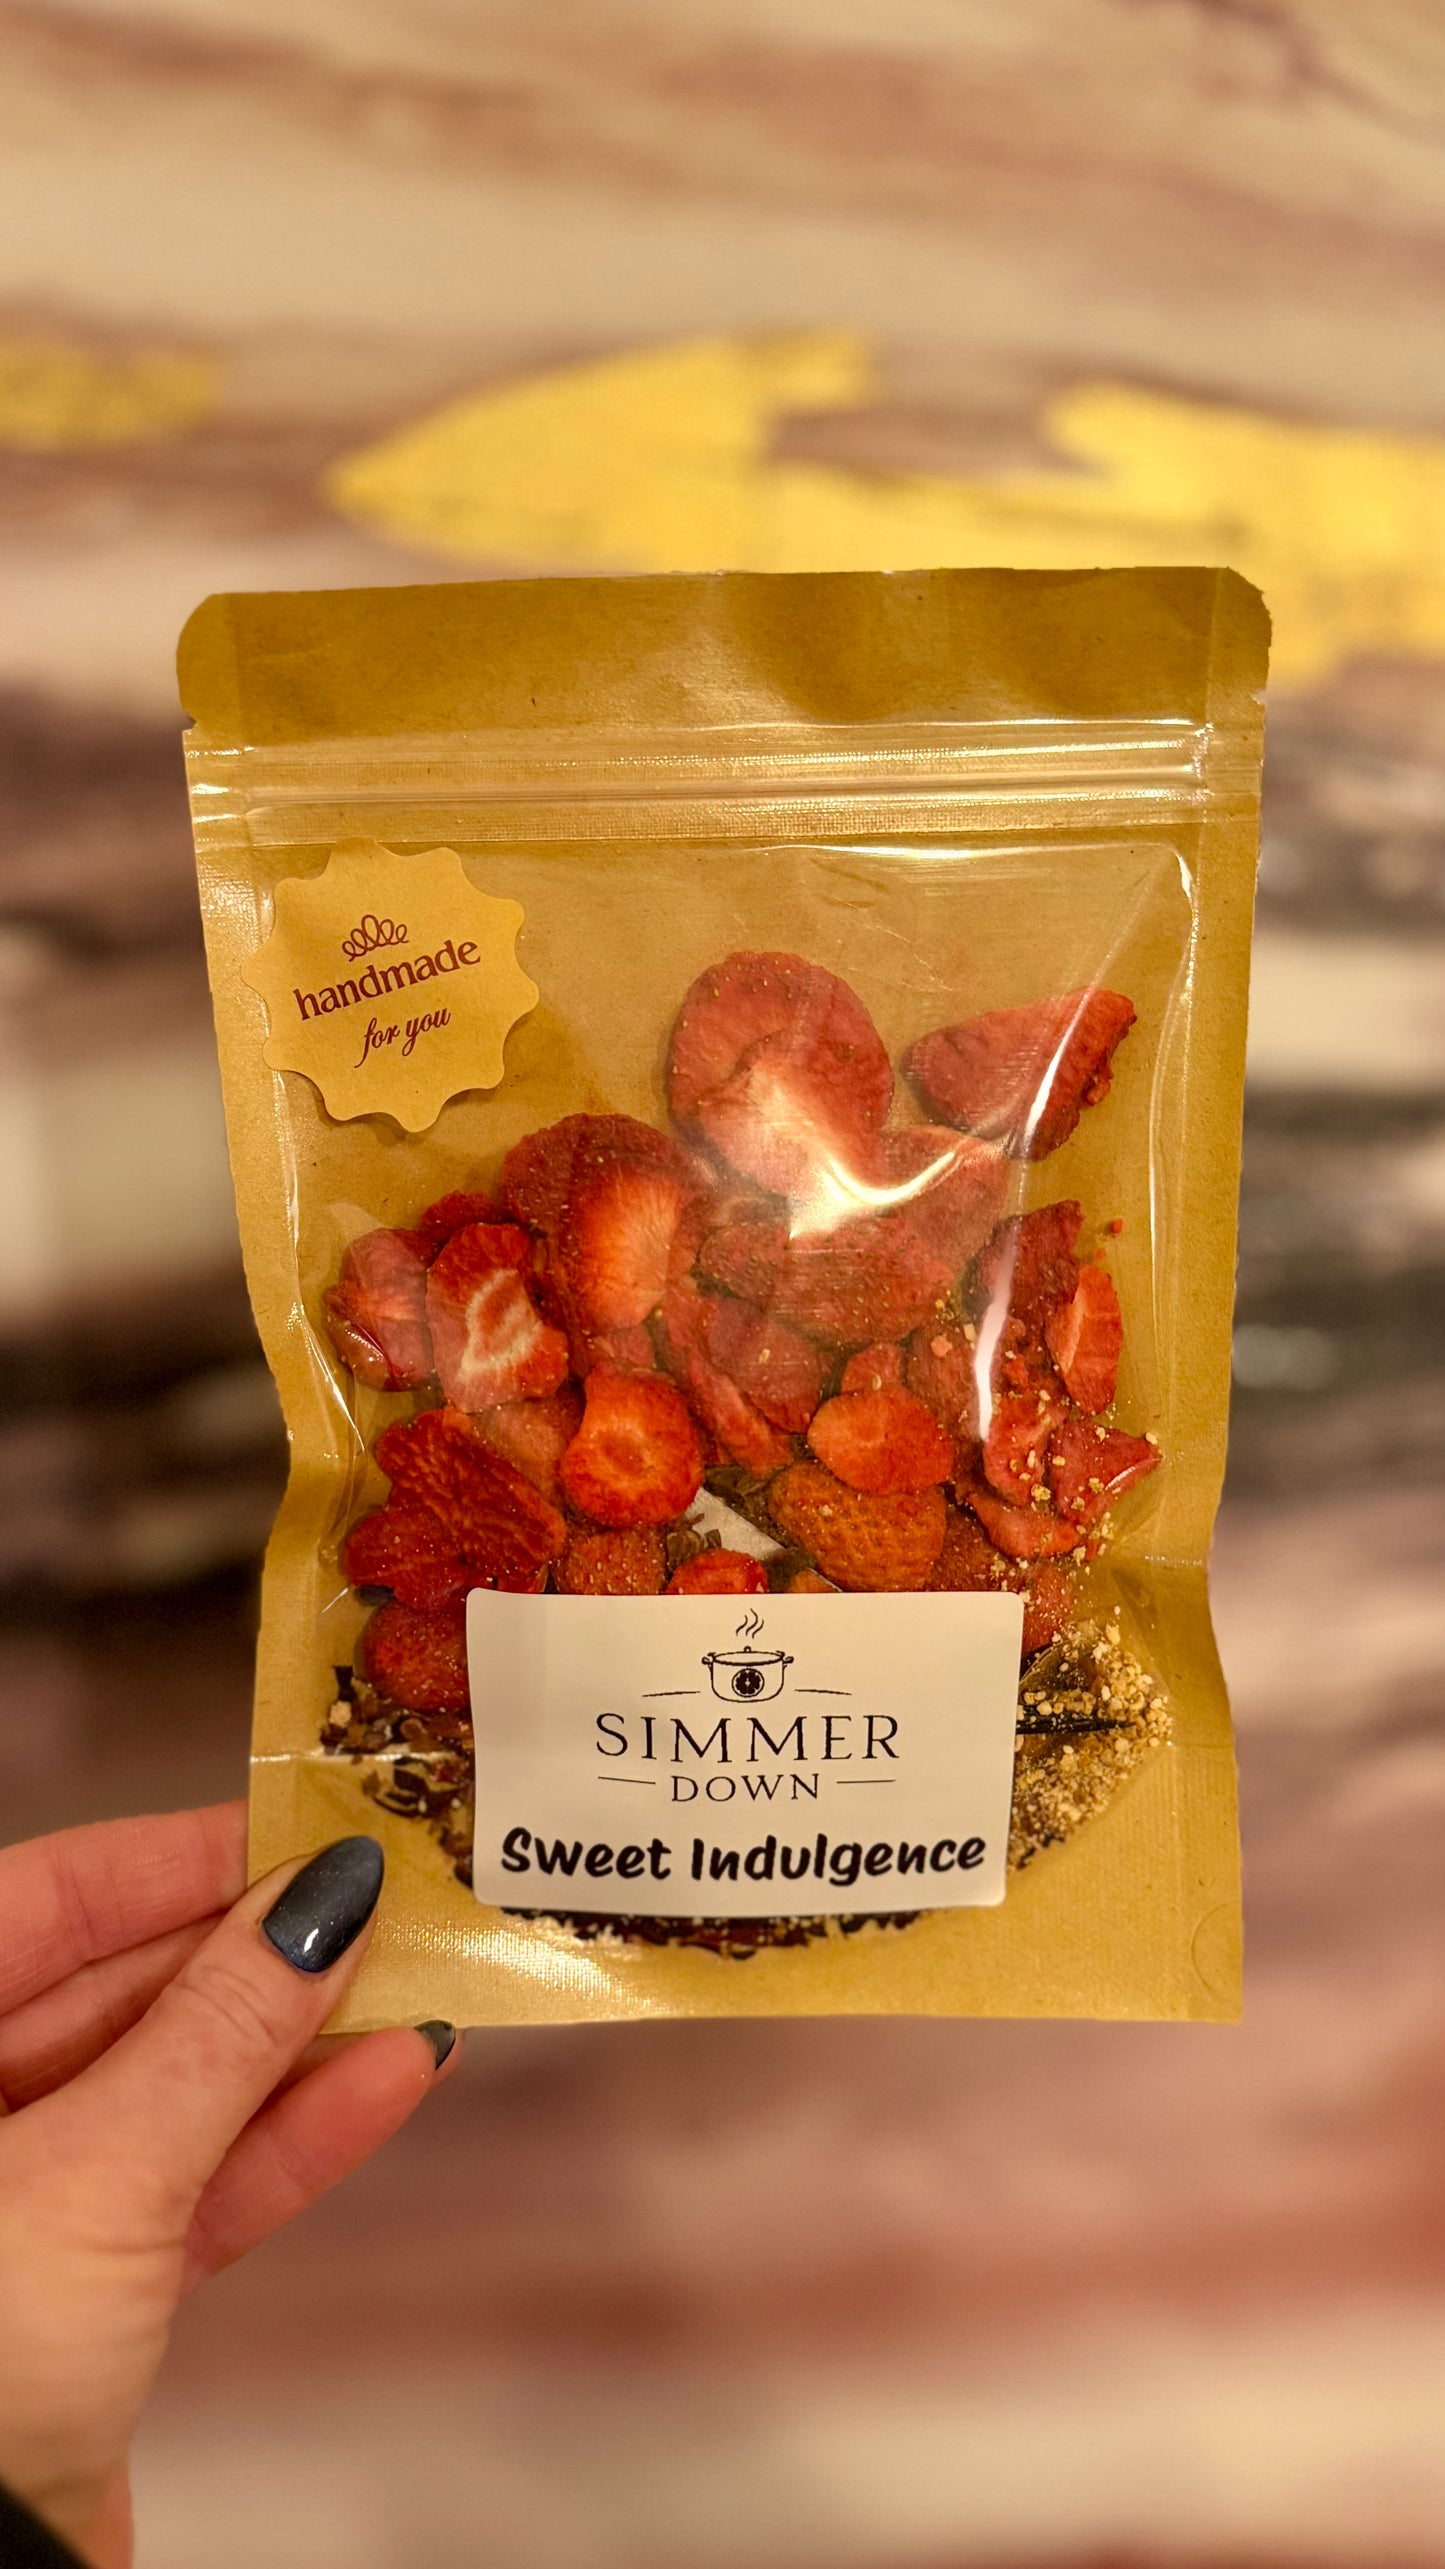 handmade
for you
SIMMER
DOWN
Sweet Indulgence